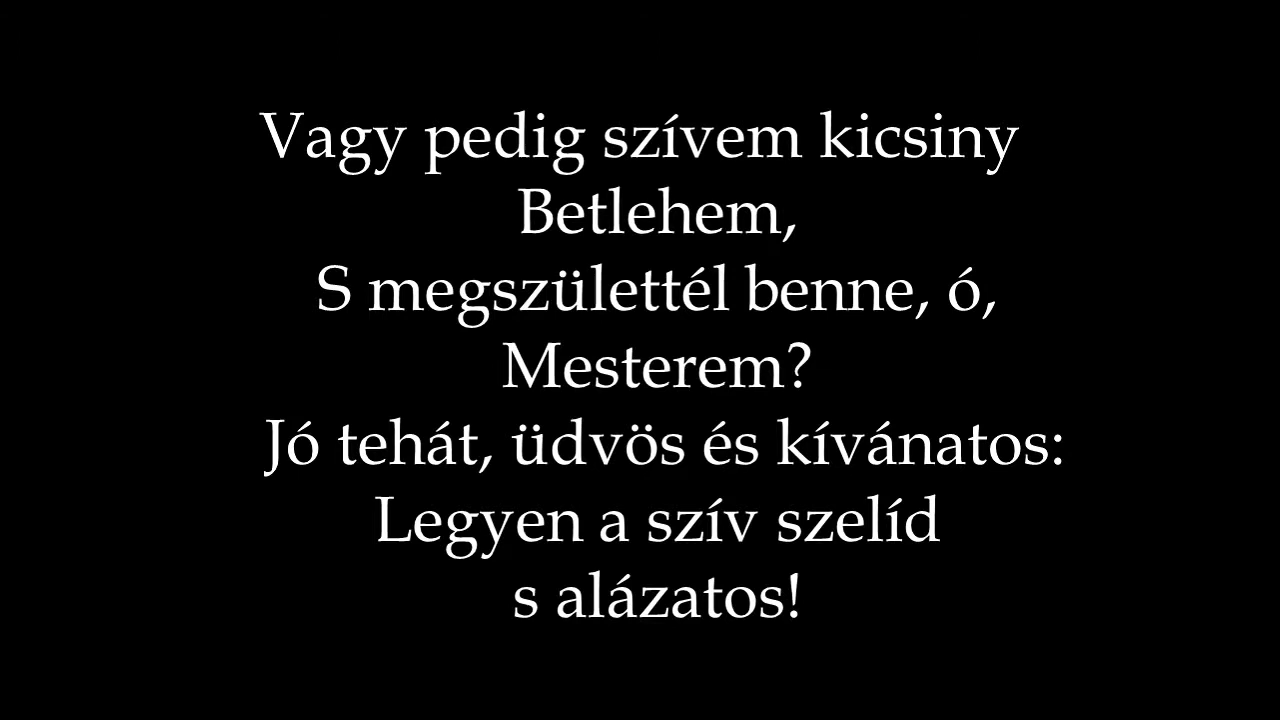 Vagy pedig szívem kicsiny
Betlehem,
S megszülettél benne, ó,
Mesterem?
Jó tehát, üdvös és kívánatos:
Legyen a szív szelíd
s alázatos!